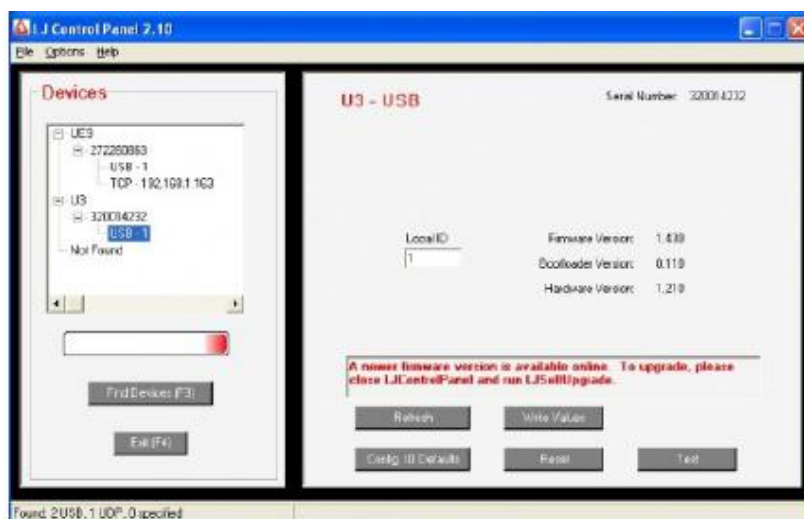 LJ Control Panel 2.10
File Options Help
Devices
UE9
272280863
USB - 1
TCP - 192.168.1.163
U3
320014232
USB - 1
Not Found
Find Devices (F3)
Exit (F4)
U3 - USB
Serial Number: 320014232
Local ID
1
Firmware Version: 1.430
Bootloader Version: 0.110
Hardware Version: 1.210
A newer firmware version is available online. To upgrade, please
close LJControlPanel and run LJSelfUpgrade.
Refresh
Write Values
Config IO Defaults
Reset
Test
Found: 2 USB, 1 UDP, 0 specified